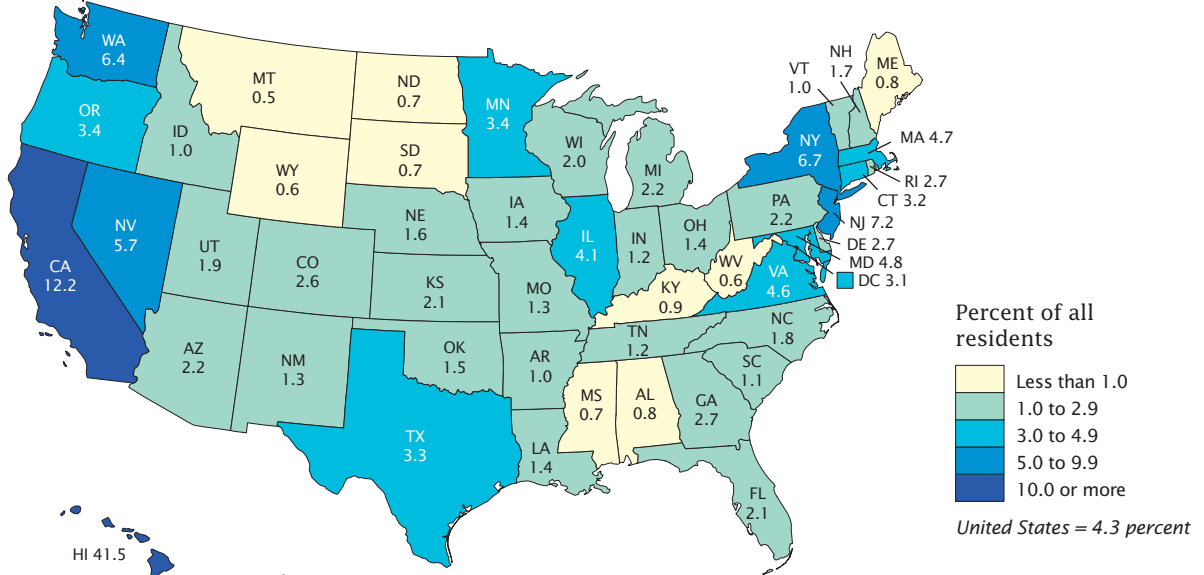 WA
6.4
OR
3.4
CA
12.2
NV
5.7
ID
1.0
MT
0.5
WY
0.6
UT
1.9
CO
2.6
AZ
2.2
NM
1.3
ND
0.7
SD
0.7
NE
1.6
KS
2.1
OK
1.5
TX
3.3
MN
3.4
IA
1.4
MO
1.3
AR
1.0
LA
1.4
WI
2.0
IL
4.1
MI
2.2
IN
1.2
OH
1.4
KY
0.9
TN
1.2
MS
0.7
AL
0.8
GA
2.7
FL
2.1
SC
1.1
NC
1.8
VA
4.6
WV
0.6
PA
2.2
NY
6.7
VT
1.0
NH
1.7
ME
0.8
MA 4.7
RI 2.7
CT 3.2
NJ 7.2
DE 2.7
MD 4.8
DC 3.1
HI 41.5
Percent of all
residents
Less than 1.0
1.0 to 2.9
3.0 to 4.9
5.0 to 9.9
10.0 or more
United States = 4.3 percent